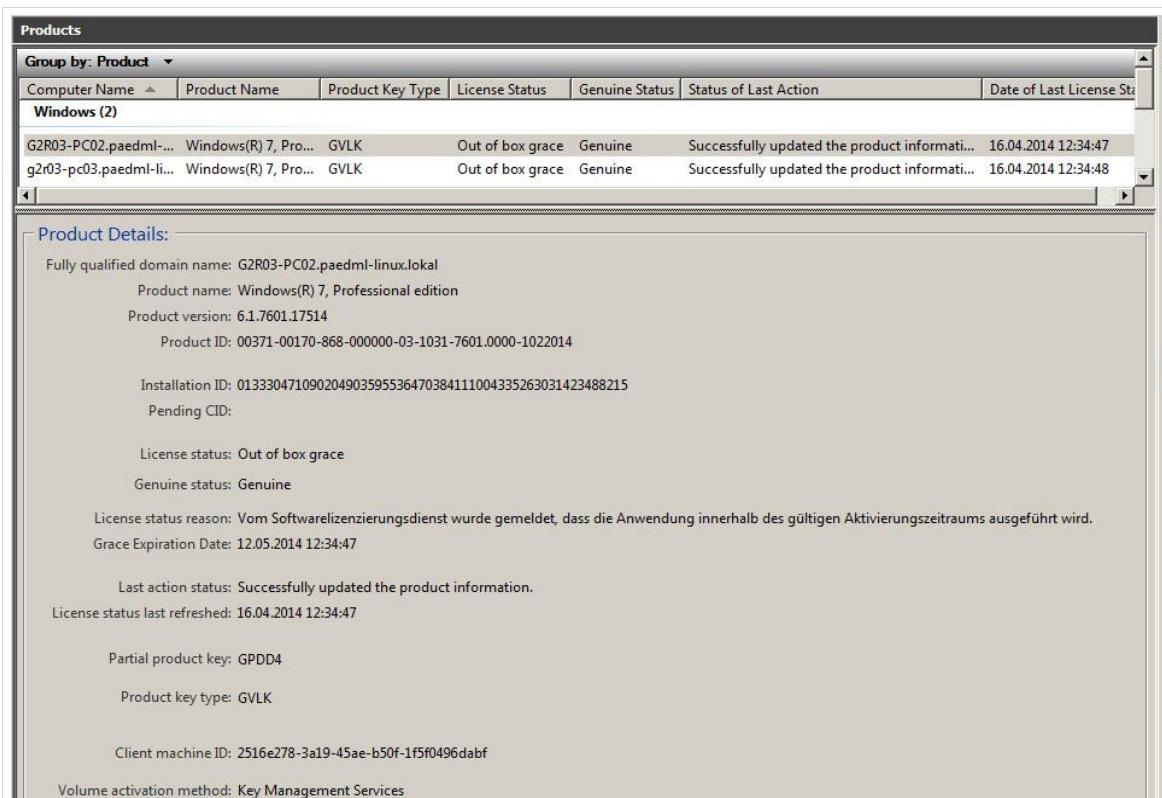 Products
Group by: Product
Computer Name Product Name Product Key Type License Status Genuine Status Status of Last Action Date of Last License Sta
Windows (2)
G2R03-PC02.paedml-... Windows(R) 7, Pro... GVLK Out of box grace Genuine Successfully updated the product informati... 16.04.2014 12:34:47
g2r03-pc03.paedml-li... Windows(R) 7, Pro... GVLK Out of box grace Genuine Successfully updated the product informati... 16.04.2014 12:34:48
Product Details:
Fully qualified domain name: G2R03-PC02.paedml-linux.lokal
Product name: Windows(R) 7, Professional edition
Product version: 6.1.7601.17514
Product ID: 00371-00170-868-000000-03-1031-7601.0000-1022014
Installation ID: 013330471090204903595536470384111004335263031423488215
Pending CID:
License status: Out of box grace
Genuine status: Genuine
License status reason: Vom Softwarelizenzierungsdienst wurde gemeldet, dass die Anwendung innerhalb des gültigen Aktivierungszeitraums ausgeführt wird.
Grace Expiration Date: 12.05.2014 12:34:47
Last action status: Successfully updated the product information.
License status last refreshed: 16.04.2014 12:34:47
Partial product key: GPDD4
Product key type: GVLK
Client machine ID: 2516e278-3a19-45ae-b50f-1f5f0496dabf
Volume activation method: Key Management Services